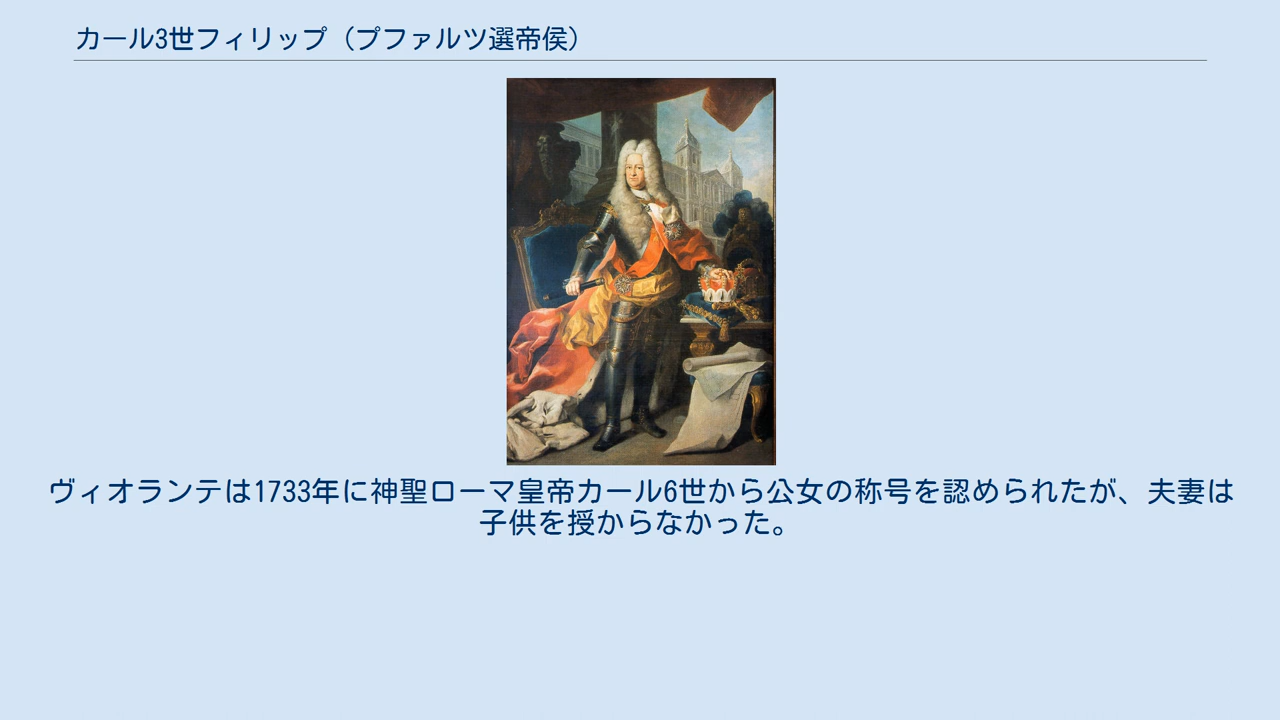 カール3世フィリップ（プファルツ選帝侯）
ヴィオランテは1733年に神聖ローマ皇帝カール6世から公女の称号を認められたが、夫妻は
子供を授からなかった。